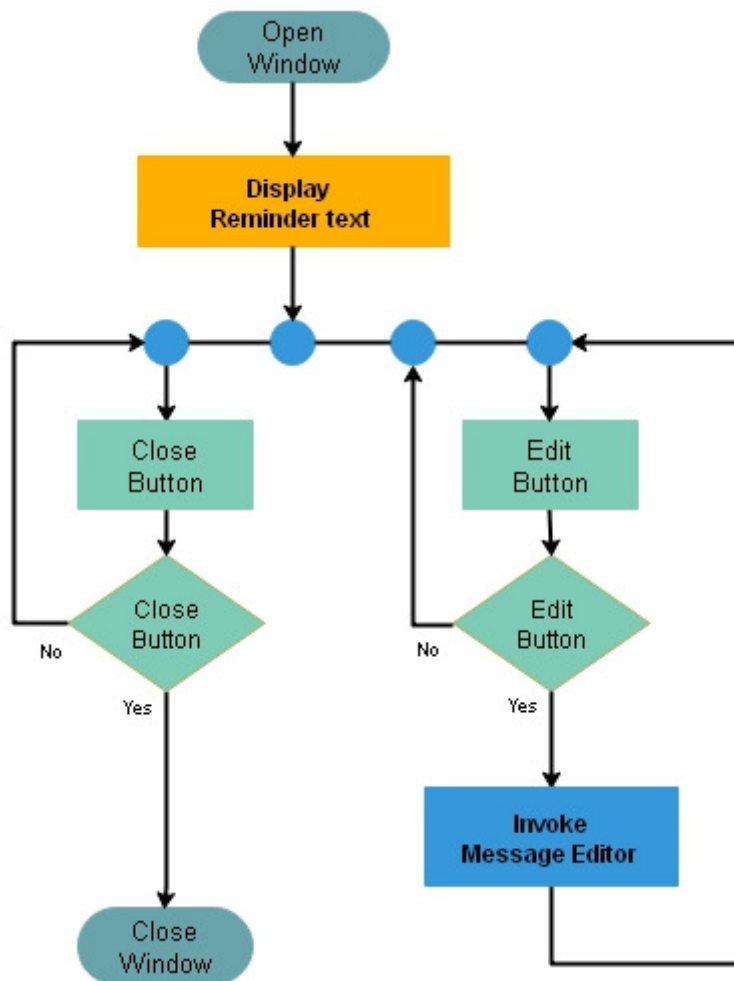 Open
Window
Display
Reminder text
Close
Button
Edit
Button
Close
Button
Edit
Button
No
No
Yes
Yes
Invoke
Message Editor
Close
Window